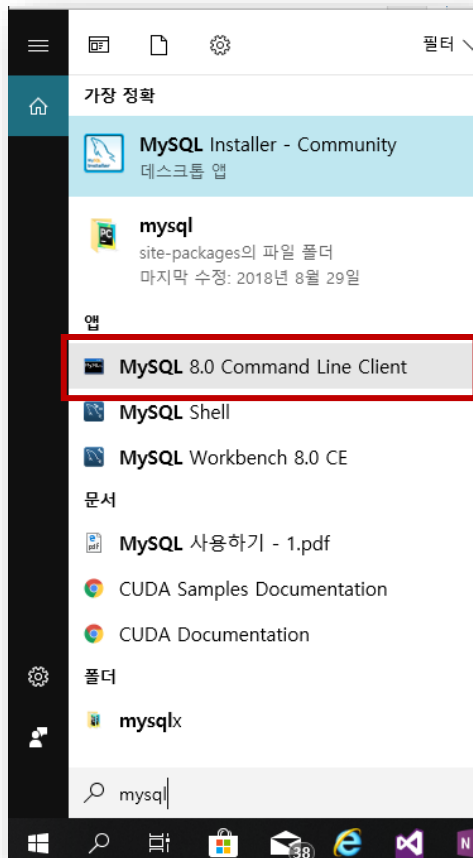 필터
가장 정확
MySQL Installer - Community
데스크톱 앱
mysql
site-packages의 파일 폴더
마지막 수정: 2018년 8월 29일
앱
MySQL 8.0 Command Line Client
MySQL Shell
MySQL Workbench 8.0 CE
문서
MySQL 사용하기 - 1.pdf
CUDA Samples Documentation
CUDA Documentation
폴더
mysqlx
mysql
38